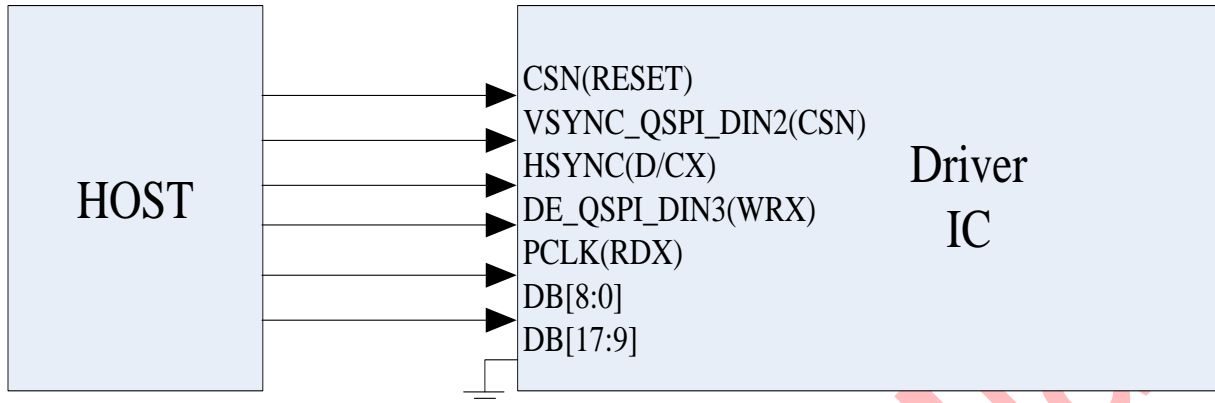 HOST
CSN(RESET)
VSYNC_QSPI_DIN2(CSN)
HSYNC(D/CX)
DE_QSPI_DIN3(WRX)
PCLK(RDX)
DB[8:0]
DB[17:9]
Driver
IC